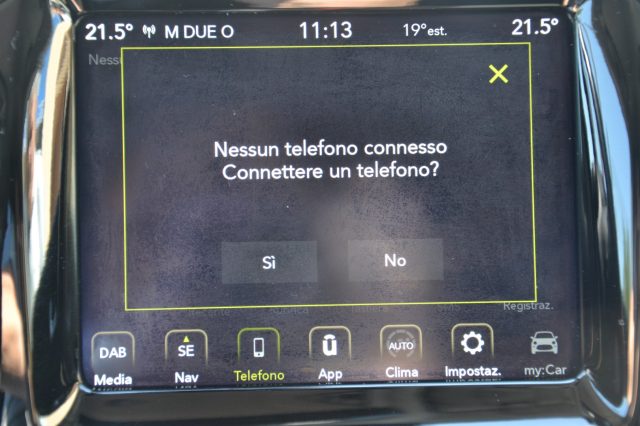 21.5° M DUE O 11:13 19°est. 21.5°
Nessu
Nessun telefono connesso
Connettere un telefono?
Sì No
Registraz.
DAB SE AUTO
Media Nav Telefono App Clima Impostaz. my:Car